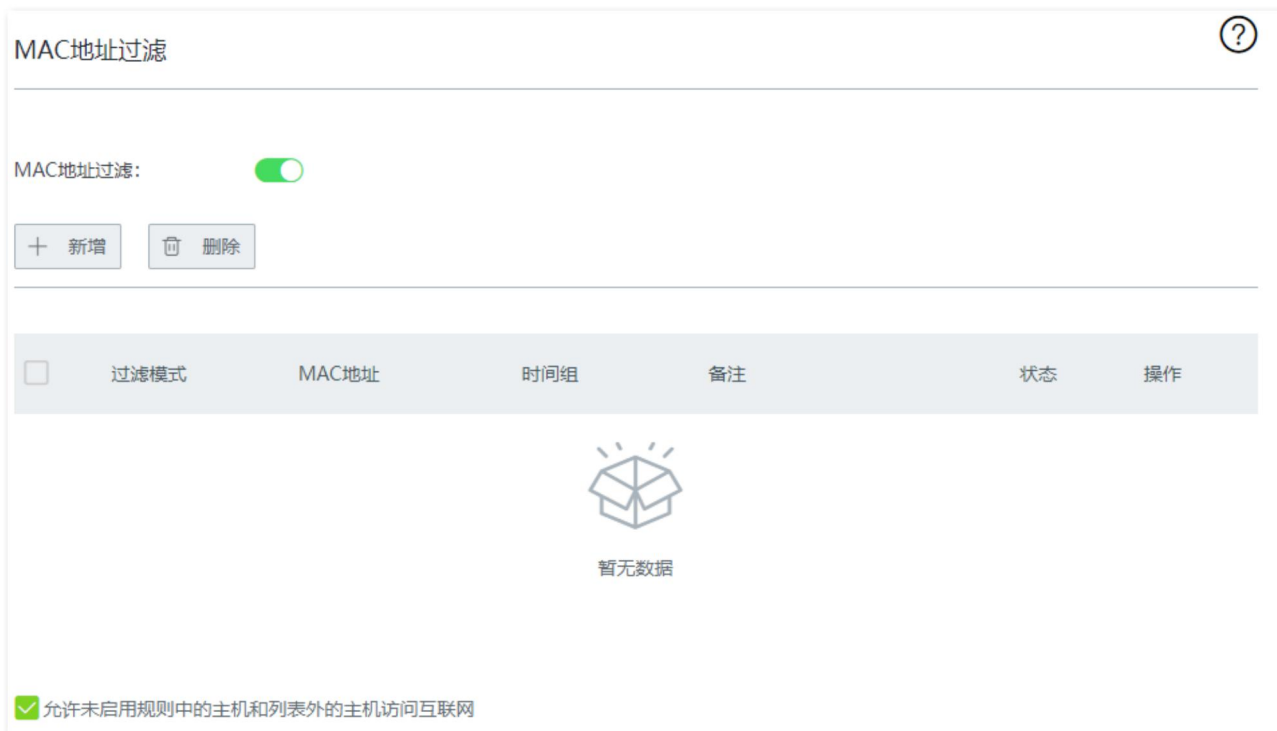 MAC地址过滤
MAC地址过滤：
新增 删除
过滤模式 MAC地址 时间组 备注 状态 操作
暂无数据
允许未启用规则中的主机和列表外的主机访问互联网